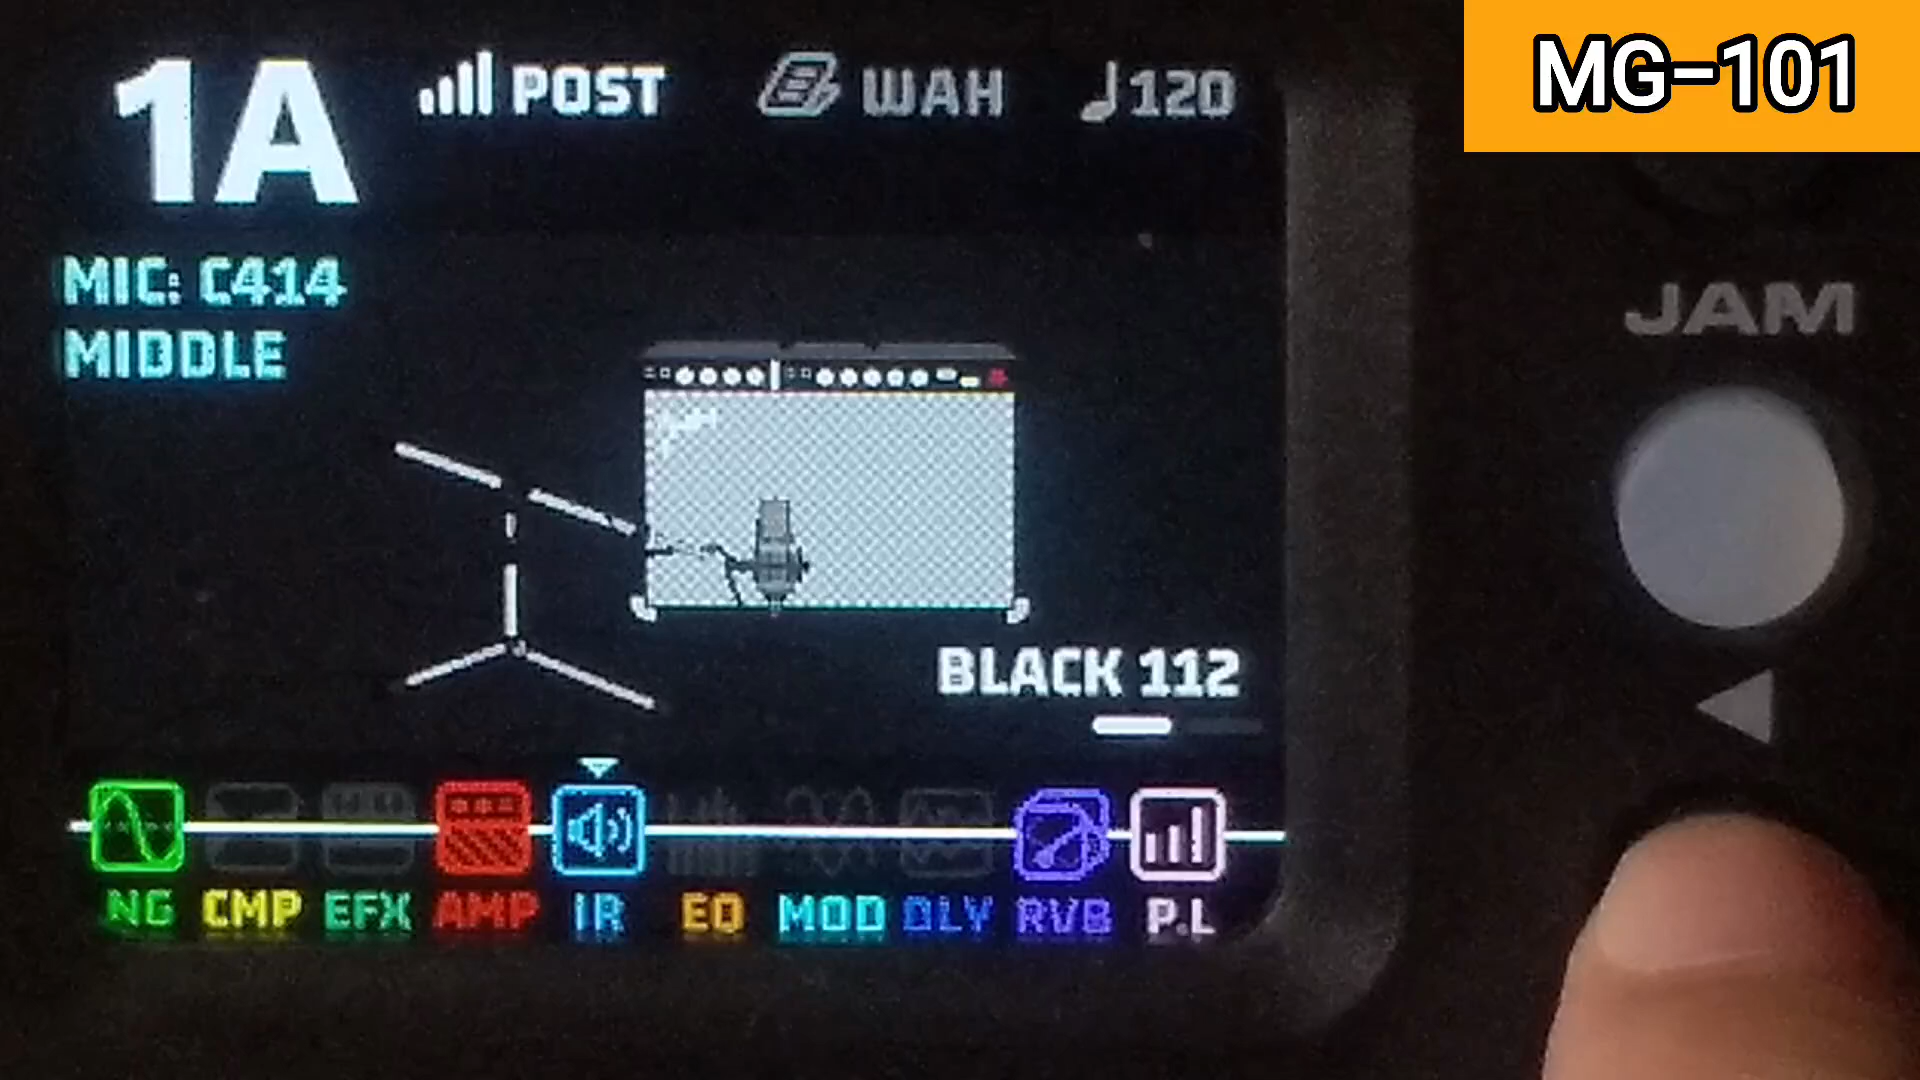 1A
POST
WAH
120
MG-101
MIC: C414
MIDDLE
JAM
BLACK 112
NG CMP EFX AMP IR EQ MOD DLY RVB P.L